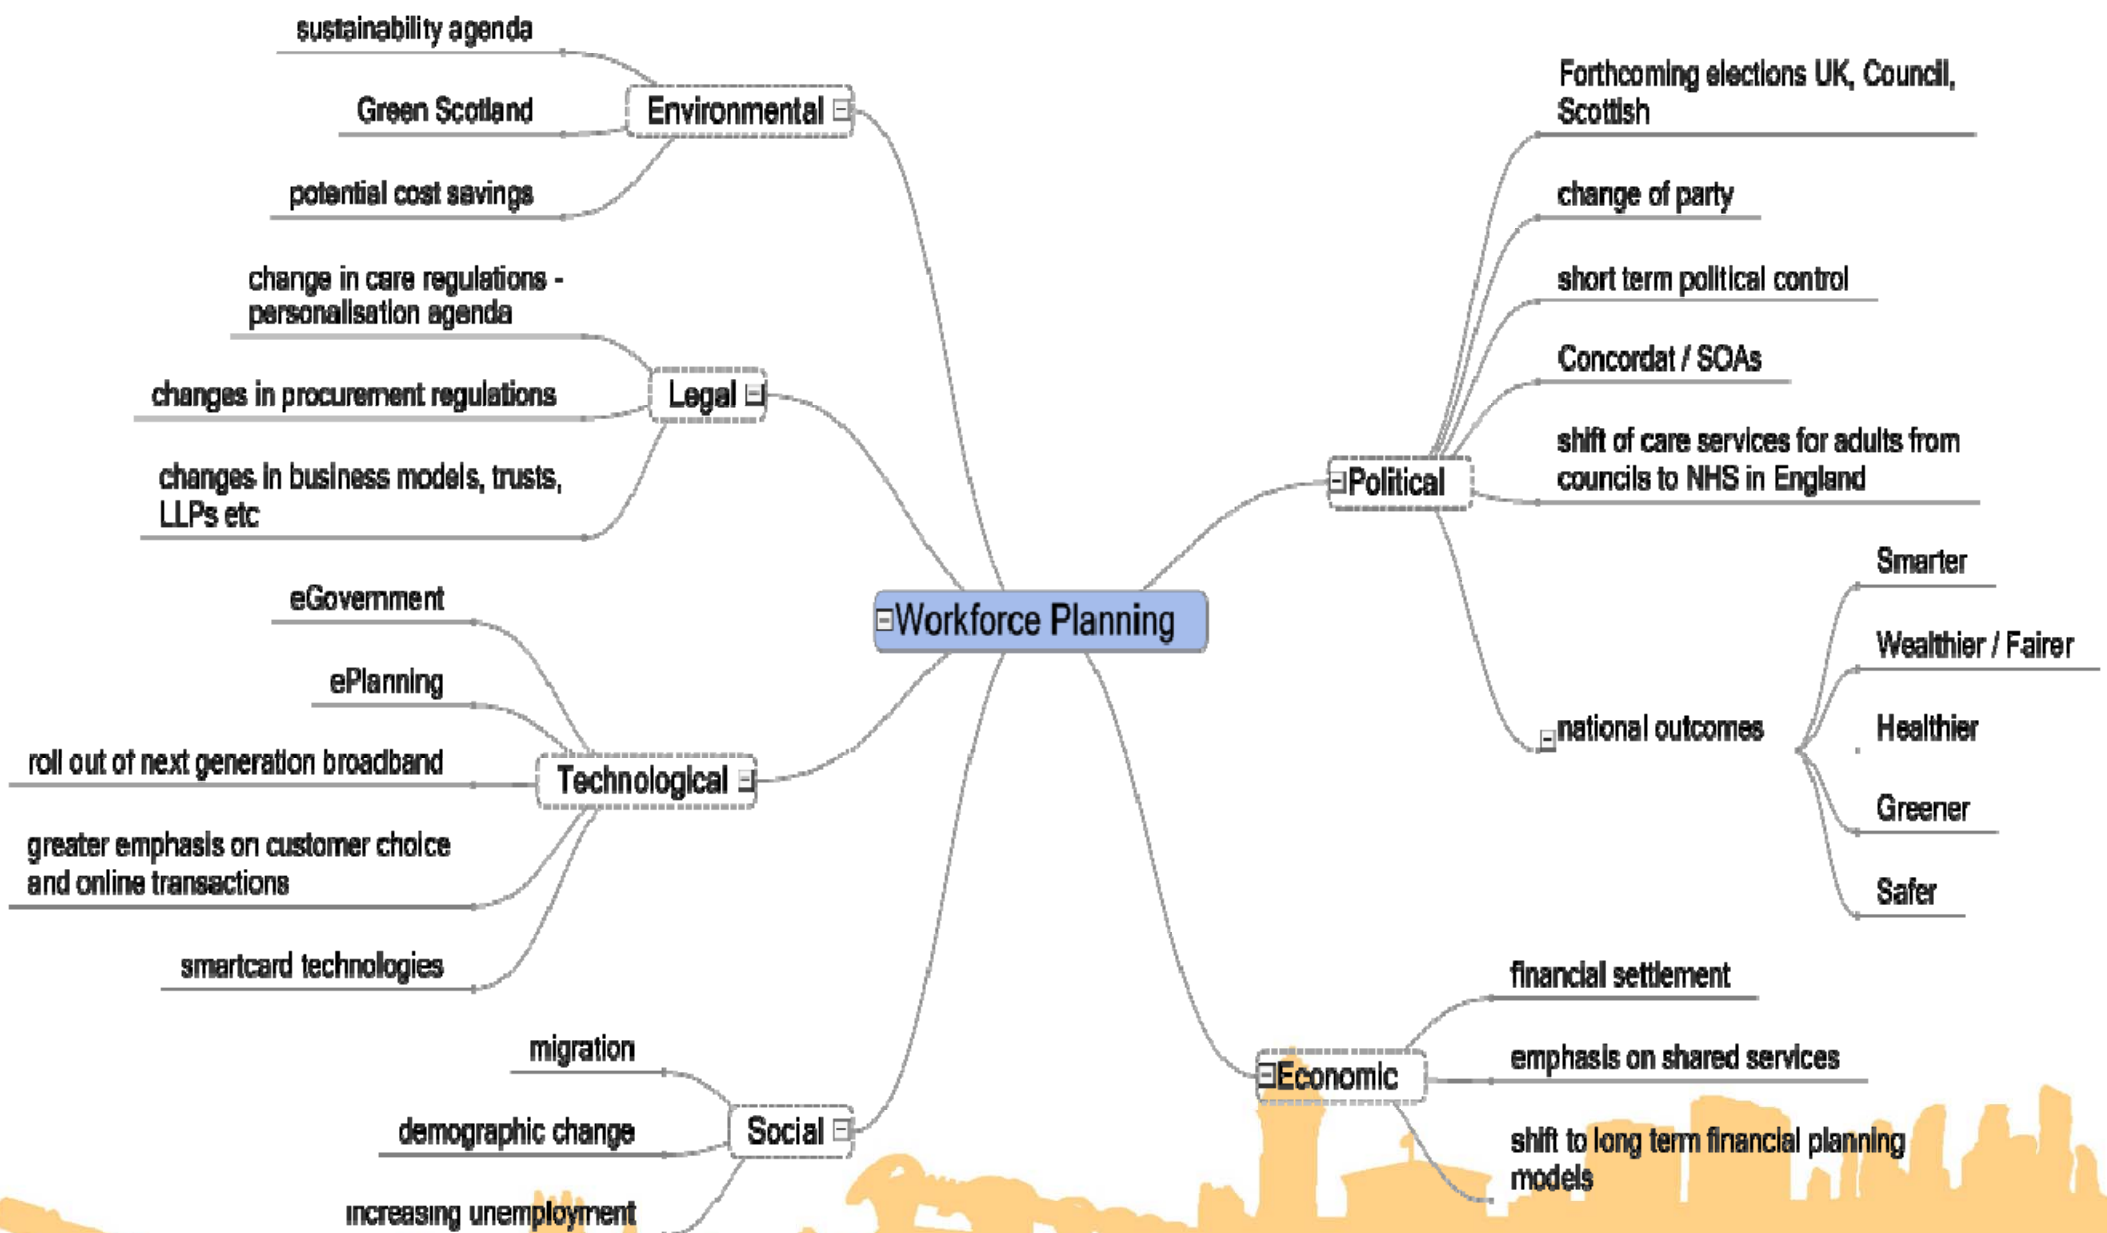 sustainability agenda
Green Scotland
potential cost savings
Environmental
change in care regulations -
personalisation agenda
changes in procurement regulations
changes in business models, trusts,
LLPs etc
Legal
eGovernment
ePlanning
roll out of next generation broadband
greater emphasis on customer choice
and online transactions
smartcard technologies
Technological
migration
demographic change
increasing unemployment
Social
Workforce Planning
Political
Forthcoming elections UK, Council,
Scottish
change of party
short term political control
Concordat / SOAs
shift of care services for adults from
councils to NHS in England
national outcomes
Smarter
Wealthier / Fairer
Healthier
Greener
Safer
Economic
financial settlement
emphasis on shared services
shift to long term financial planning
models